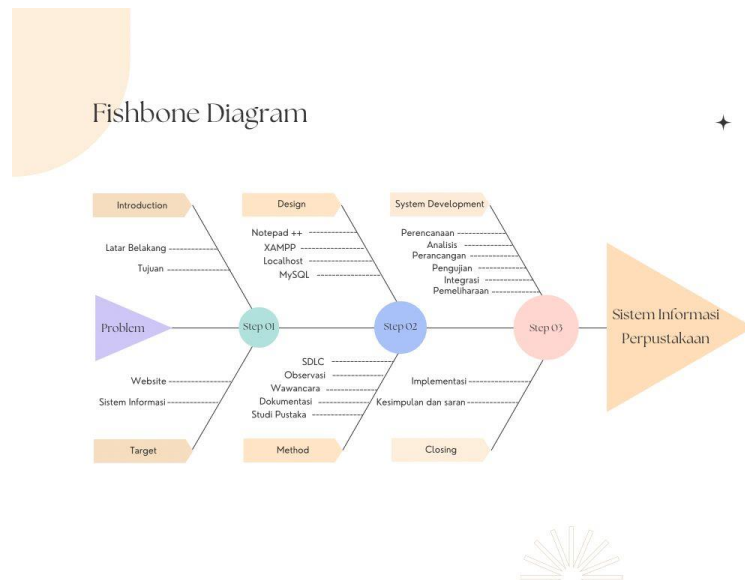 Fishbone Diagram
Introduction
Latar Belakang
Tujuan
Design
Notepad ++
XAMPP
Localhost
MySQL
System Development
Perencanaan
Analisis
Perancangan
Pengujian
Integrasi
Pemeliharaan
Problem
Step 01
Step 02
Step 03
Sistem Informasi
Perpustakaan
Website
Sistem Informasi
Target
SDLC
Observasi
Wawancara
Dokumentasi
Studi Pustaka
Method
Implementasi
Kesimpulan dan saran
Closing